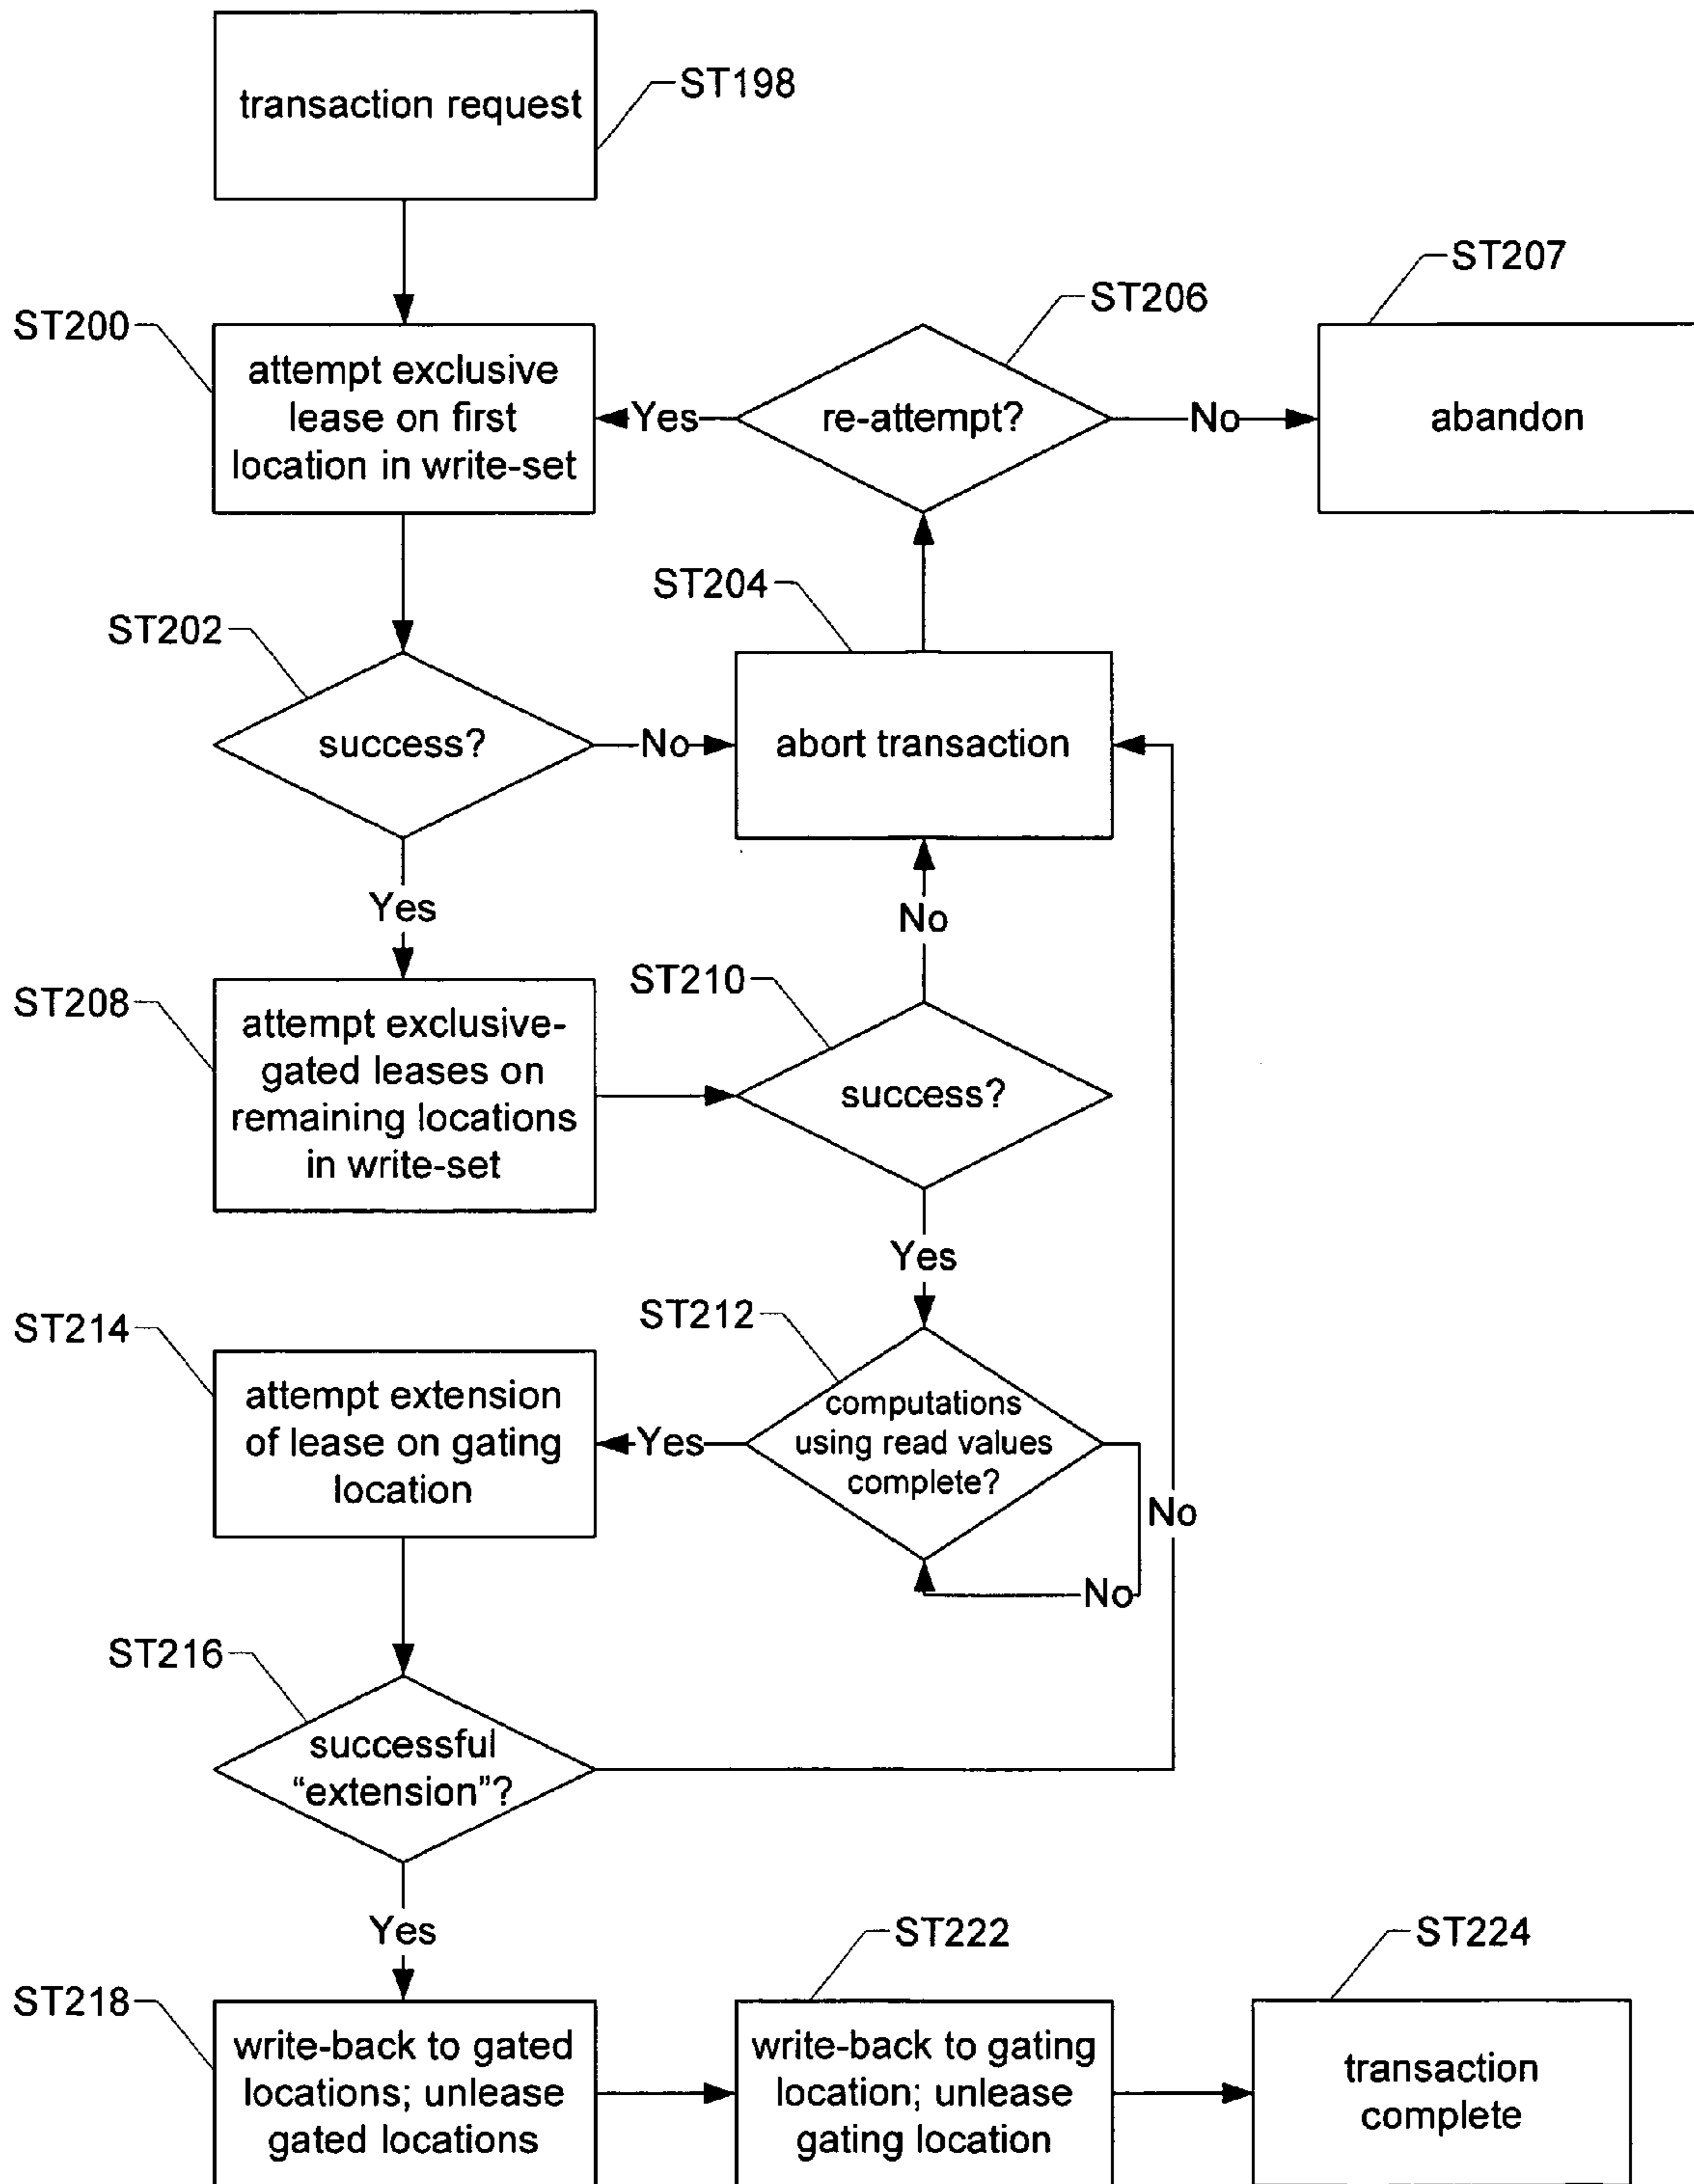 transaction request
ST198
ST207
ST206
ST200
attempt exclusive
lease on first
location in write-set
Yes
re-attempt?
No
abandon
ST204
ST202
success?
No
abort transaction
Yes
No
ST210
ST208
attempt exclusive-
gated leases on
remaining locations
in write-set
success?
Yes
ST212
ST214
attempt extension
of lease on gating
location
Yes
computations
using read values
complete?
No
No
ST216
successful
“extension”?
Yes
ST222
ST224
ST218
write-back to gated
locations; unlease
gated locations
write-back to gating
location; unlease
gating location
transaction
complete